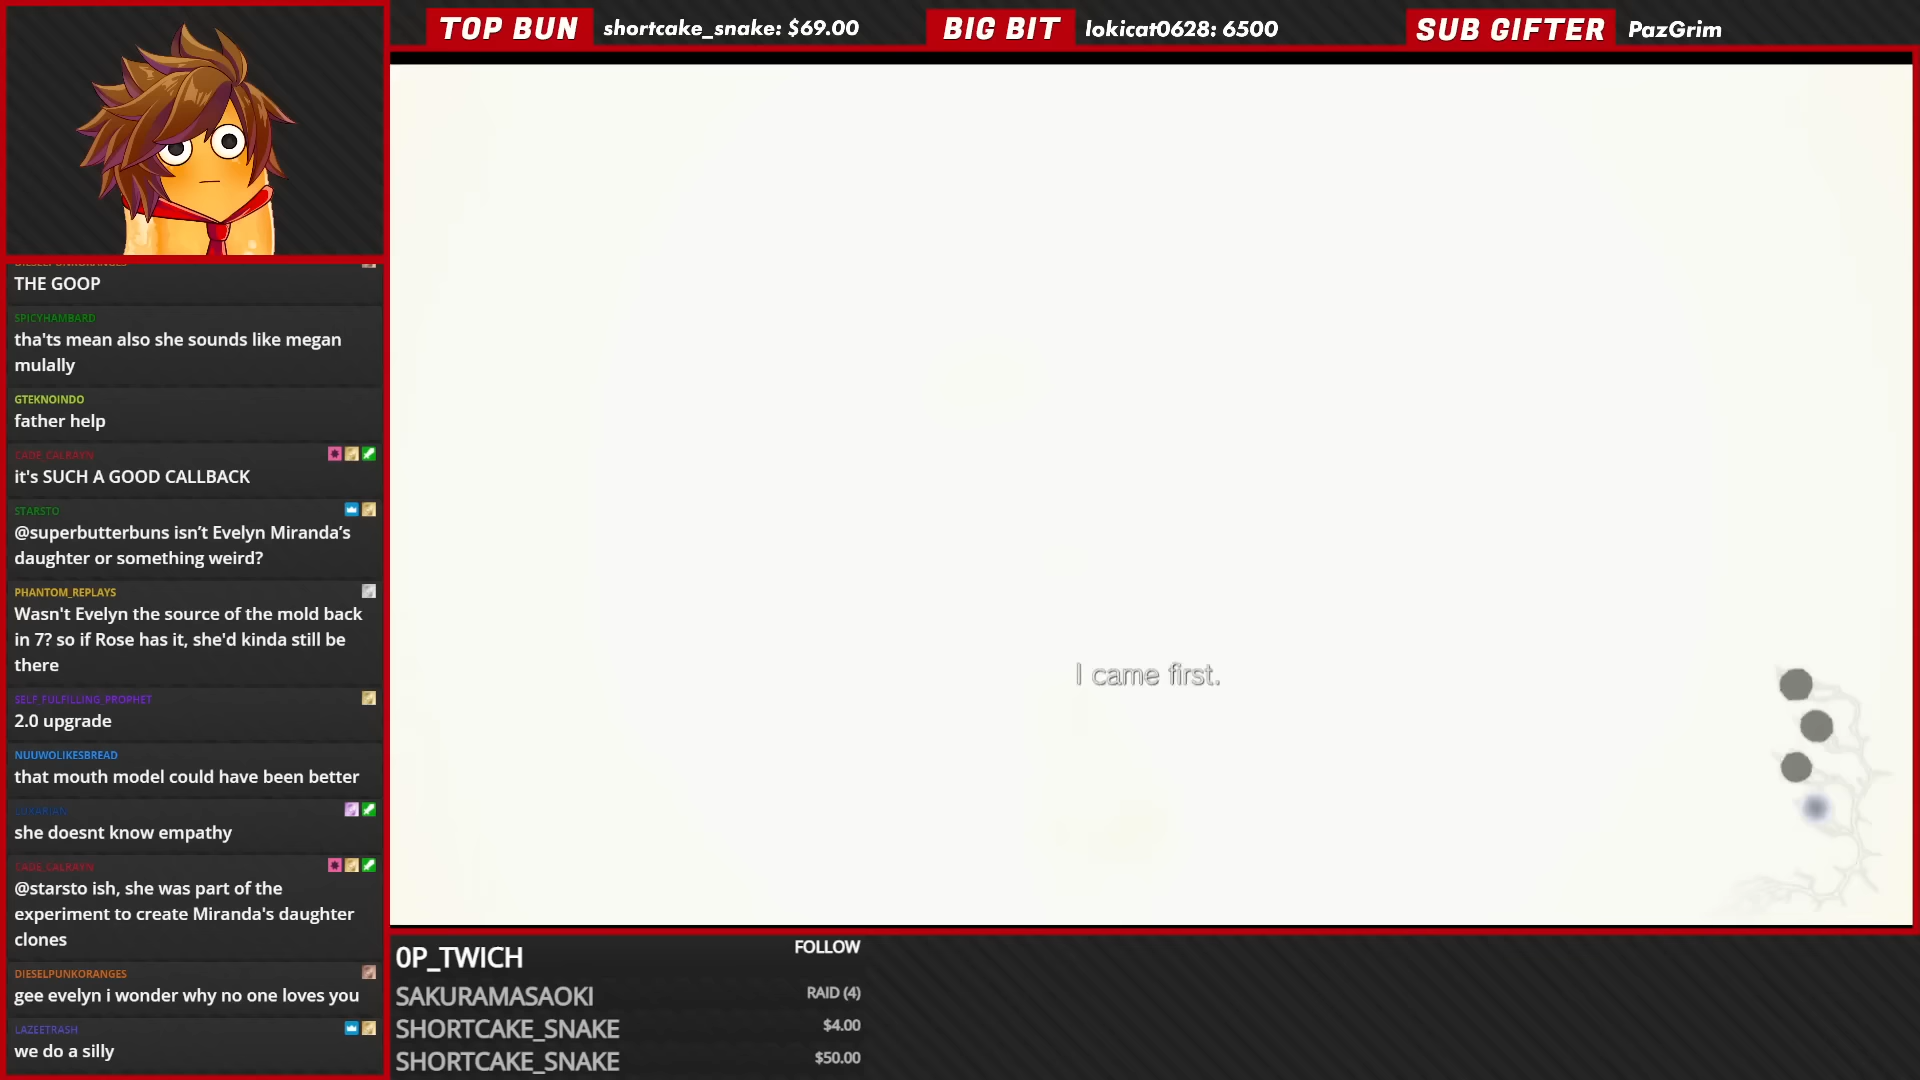 TOP BUN shortcake_snake: $69.00 BIG BIT lokicat0628: 6500 SUB GIFTER PazGrim
THE GOOP
SPICYHAMBARD
tha'ts mean also she sounds like megan
mulally
GTEKNOINDO
father help
CADE_CALRAYN
it's SUCH A GOOD CALLBACK
STARSTO
@superbutterbuns isn’t Evelyn Miranda’s
daughter or something weird?
PHANTOM_REPLAYS
Wasn't Evelyn the source of the mold back
in 7? so if Rose has it, she'd kinda still be
there
SELF_FULFILLING_PROPHET
2.0 upgrade
NUUWOLIKESBREAD
that mouth model could have been better
she doesnt know empathy
CADE_CALRAYN
@starsto ish, she was part of the
experiment to create Miranda's daughter
clones
DIESELPUNKORANGES
gee evelyn i wonder why no one loves you
LAZEETRASH
we do a silly
I came first.
0P_TWICH FOLLOW
SAKURAMASAOKI RAID (4)
SHORTCAKE_SNAKE $4.00
SHORTCAKE_SNAKE $50.00